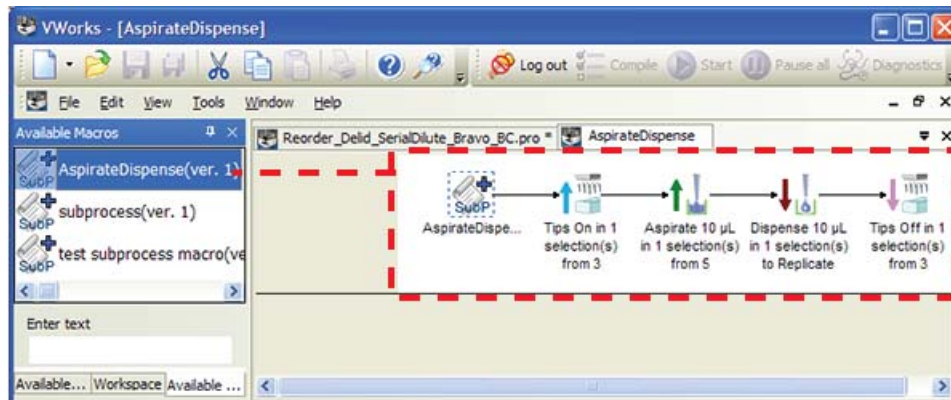 VWorks - [AspirateDispense]
Log out Compile Start Pause all Diagnostics
File Edit View Tools Window Help
Available Macros
Reorder_Delid_SerialDilute_Bravo_BC.pro * AspirateDispense
SubP AspirateDispense(ver. 1)
SubP subprocess(ver. 1)
SubP test subprocess macro(ve
SubP
AspirateDispe...
Tips On in 1
selection(s)
from 3
Aspirate 10 µL
in 1 selection(s)
from 5
Dispense 10 µL
in 1 selection(s)
to Replicate
Tips Off in 1
selection(s)
from 3
Enter text
Available... Workspace Available ...